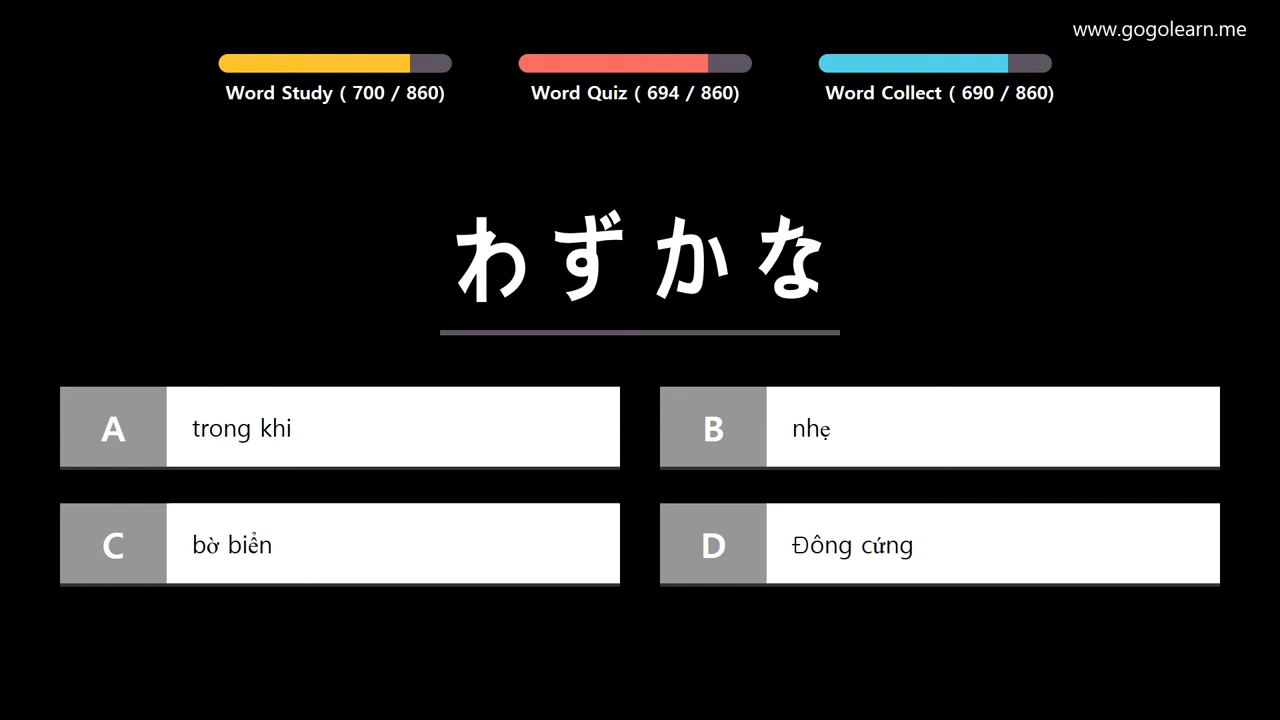 www.gogolearn.me
Word Study ( 700 / 860)
Word Quiz ( 694 / 860)
Word Collect ( 690 / 860)
わずかな
A trong khi
B nhẹ
C bờ biển
D Đông cứng